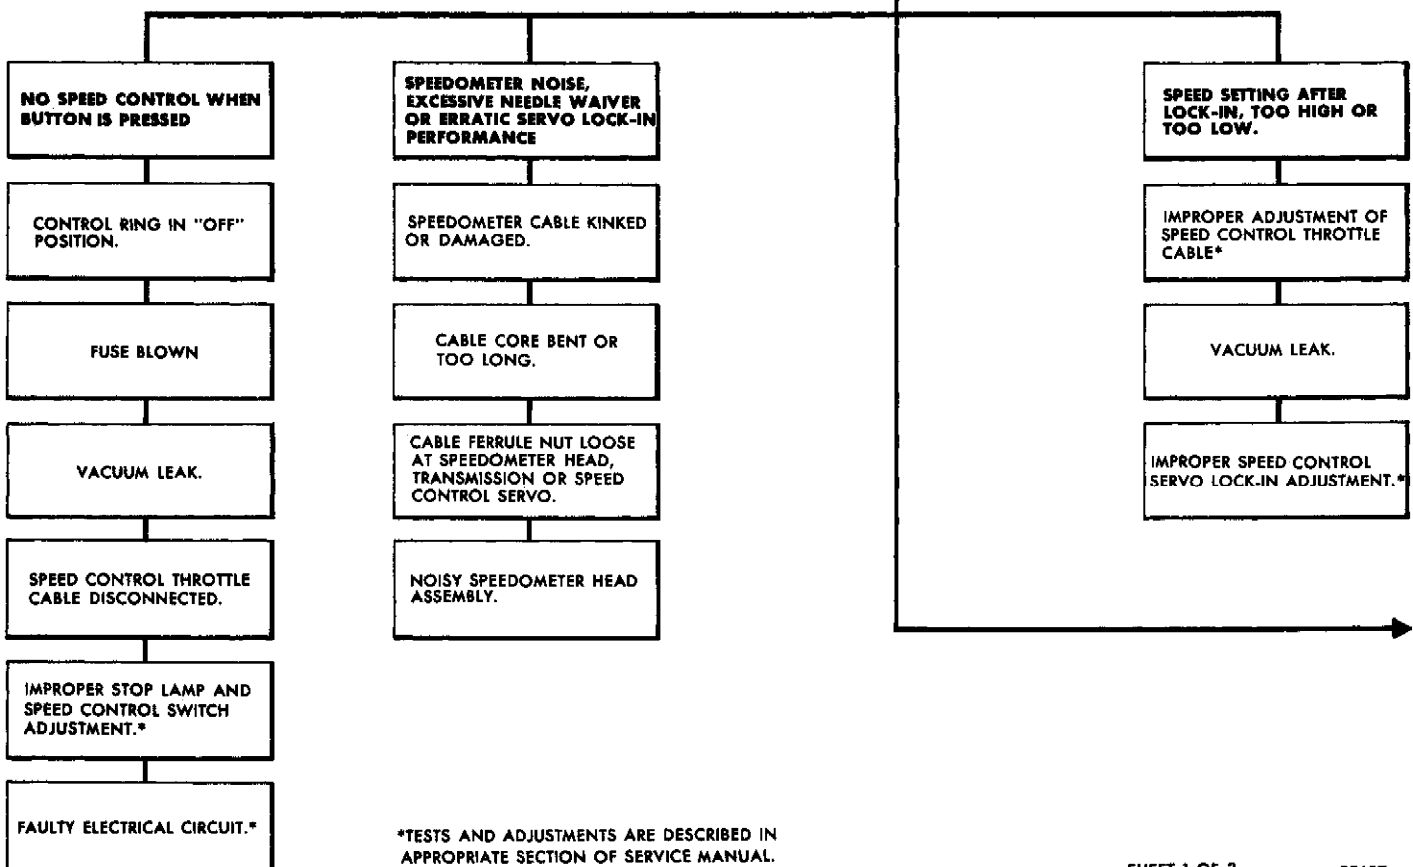 NO SPEED CONTROL WHEN
BUTTON IS PRESSED
CONTROL RING IN "OFF"
POSITION.
FUSE BLOWN
VACUUM LEAK.
SPEED CONTROL THROTTLE
CABLE DISCONNECTED.
IMPROPER STOP LAMP AND
SPEED CONTROL SWITCH
ADJUSTMENT.*
FAULTY ELECTRICAL CIRCUIT.*
SPEEDOMETER NOISE,
EXCESSIVE NEEDLE WAIVER
OR ERRATIC SERVO LOCK-IN
PERFORMANCE
SPEEDOMETER CABLE KINKED
OR DAMAGED.
CABLE CORE BENT OR
TOO LONG.
CABLE FERRULE NUT LOOSE
AT SPEEDOMETER HEAD,
TRANSMISSION OR SPEED
CONTROL SERVO.
NOISY SPEEDOMETER HEAD
ASSEMBLY.
SPEED SETTING AFTER
LOCK-IN, TOO HIGH OR
TOO LOW.
IMPROPER ADJUSTMENT OF
SPEED CONTROL THROTTLE
CABLE*
VACUUM LEAK.
IMPROPER SPEED CONTROL
SERVO LOCK-IN ADJUSTMENT.*
*TESTS AND ADJUSTMENTS ARE DESCRIBED IN
APPROPRIATE SECTION OF SERVICE MANUAL.
SHEET 1 OF